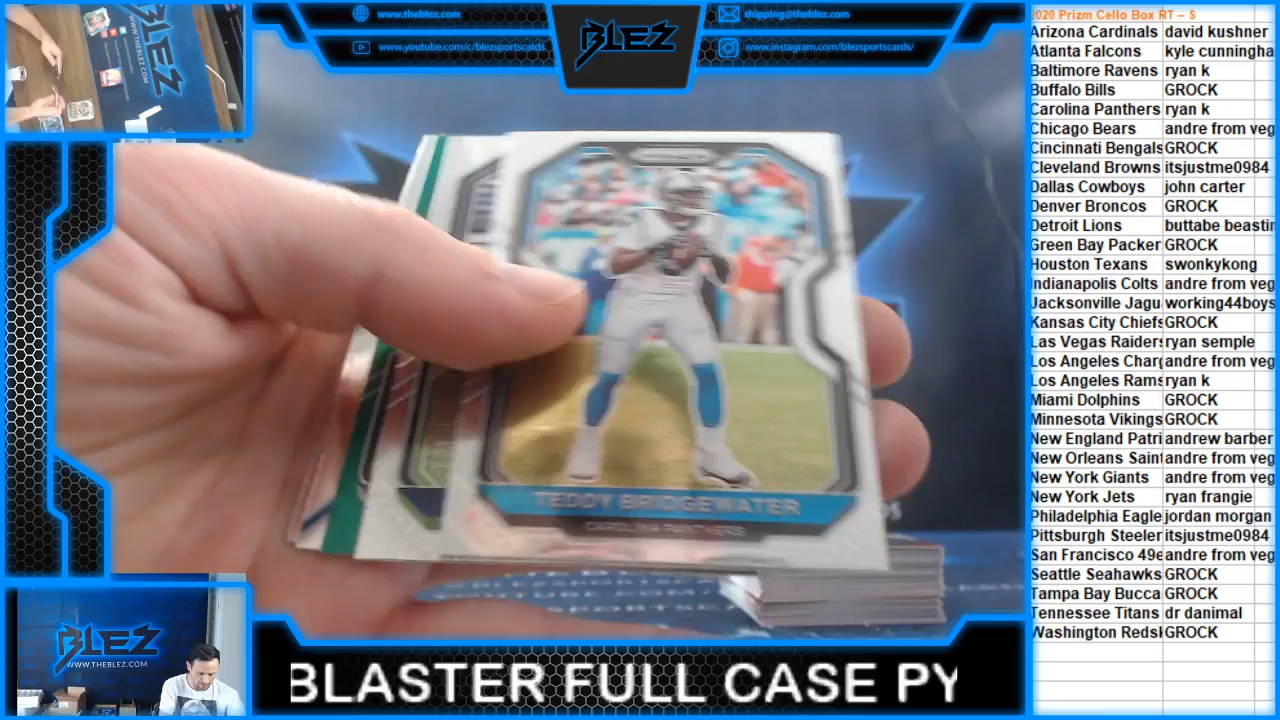 www.theblez.com
shipping@theblez.com
www.youtube.com/c/blezsportscards
www.instagram.com/blezsportscards/
BLEZ
BLEZ
PRIZM
TEDDY BRIDGEWATER
CAROLINA PANTHERS
BLEZ
WWW.THEBLEZ.COM
BLASTER FULL CASE PY
2020 Prizm Cello Box RT – S
Arizona Cardinals david kushner
Atlanta Falcons kyle cunningha
Baltimore Ravens ryan k
Buffalo Bills GROCK
Carolina Panthers ryan k
Chicago Bears andre from veg
Cincinnati Bengals GROCK
Cleveland Browns itsjustme0984
Dallas Cowboys john carter
Denver Broncos GROCK
Detroit Lions buttabe beastin
Green Bay Packer GROCK
Houston Texans swonkykong
Indianapolis Colts andre from veg
Jacksonville Jagu working44boys
Kansas City Chiefs GROCK
Las Vegas Raiders ryan semple
Los Angeles Charg andre from veg
Los Angeles Rams ryan k
Miami Dolphins GROCK
Minnesota Vikings GROCK
New England Patri andrew barber
New Orleans Saint andre from veg
New York Giants andre from veg
New York Jets ryan frangie
Philadelphia Eagle jordan morgan
Pittsburgh Steeler itsjustme0984
San Francisco 49e andre from veg
Seattle Seahawks GROCK
Tampa Bay Bucca GROCK
Tennessee Titans dr danimal
Washington Redsk GROCK